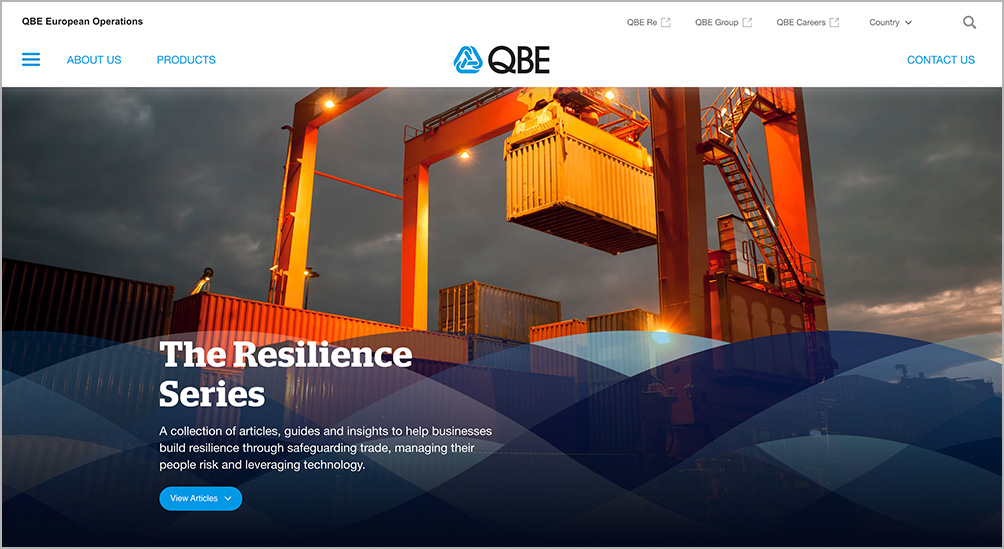 QBE European Operations
QBE Re
QBE Group
QBE Careers
Country
ABOUT US
PRODUCTS
QBE
CONTACT US
The Resilience
Series
A collection of articles, guides and insights to help businesses
build resilience through safeguarding trade, managing their
people risk and leveraging technology.
View Articles